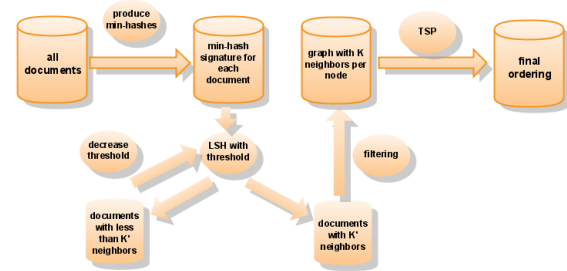 produce
min-hashes
all
documents
min-hash
signature for
each
document
graph with K
neighbors per
node
TSP
final
ordering
decrease
threshold
LSH with
threshold
filtering
documents
with less
than K'
neighbors
documents
with K'
neighbors